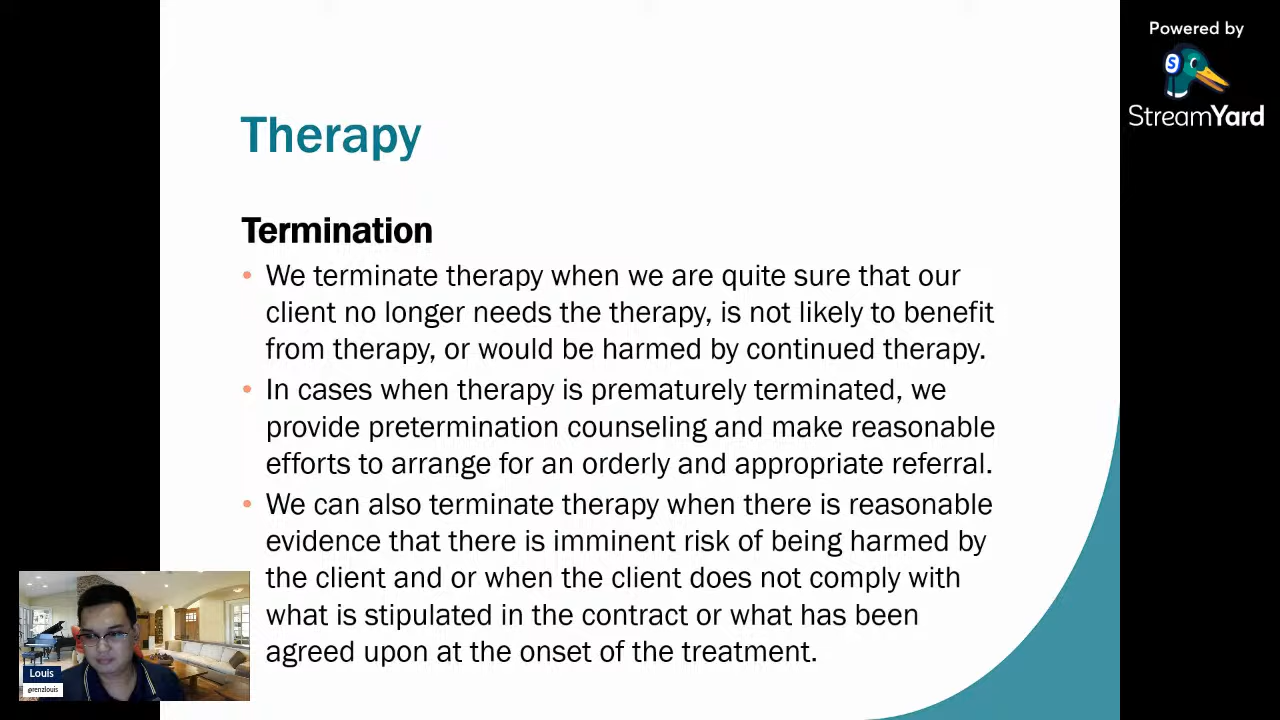 Powered by
S
StreamYard
Therapy
Termination
• We terminate therapy when we are quite sure that our
client no longer needs the therapy, is not likely to benefit
from therapy, or would be harmed by continued therapy.
• In cases when therapy is prematurely terminated, we
provide pretermination counseling and make reasonable
efforts to arrange for an orderly and appropriate referral.
• We can also terminate therapy when there is reasonable
evidence that there is imminent risk of being harmed by
the client and or when the client does not comply with
what is stipulated in the contract or what has been
agreed upon at the onset of the treatment.
Louis
@renzlouis